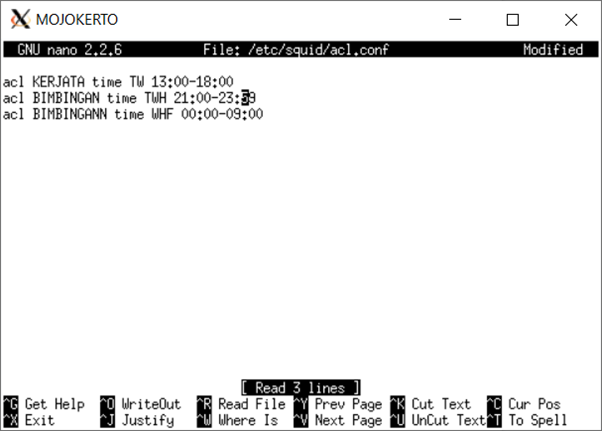 MOJOKERTO
GNU nano 2.2.6 File: /etc/squid/acl.conf Modified
acl KERJATA time TW 13:00-18:00
acl BIMBINGAN time TWH 21:00-23:59
acl BIMBINGANN time WHF 00:00-09:00
[ Read 3 lines ]
^G Get Help ^O WriteOut ^R Read File ^Y Prev Page ^K Cut Text ^C Cur Pos
^X Exit ^J Justify ^W Where Is ^V Next Page ^U UnCut Text ^T To Spell